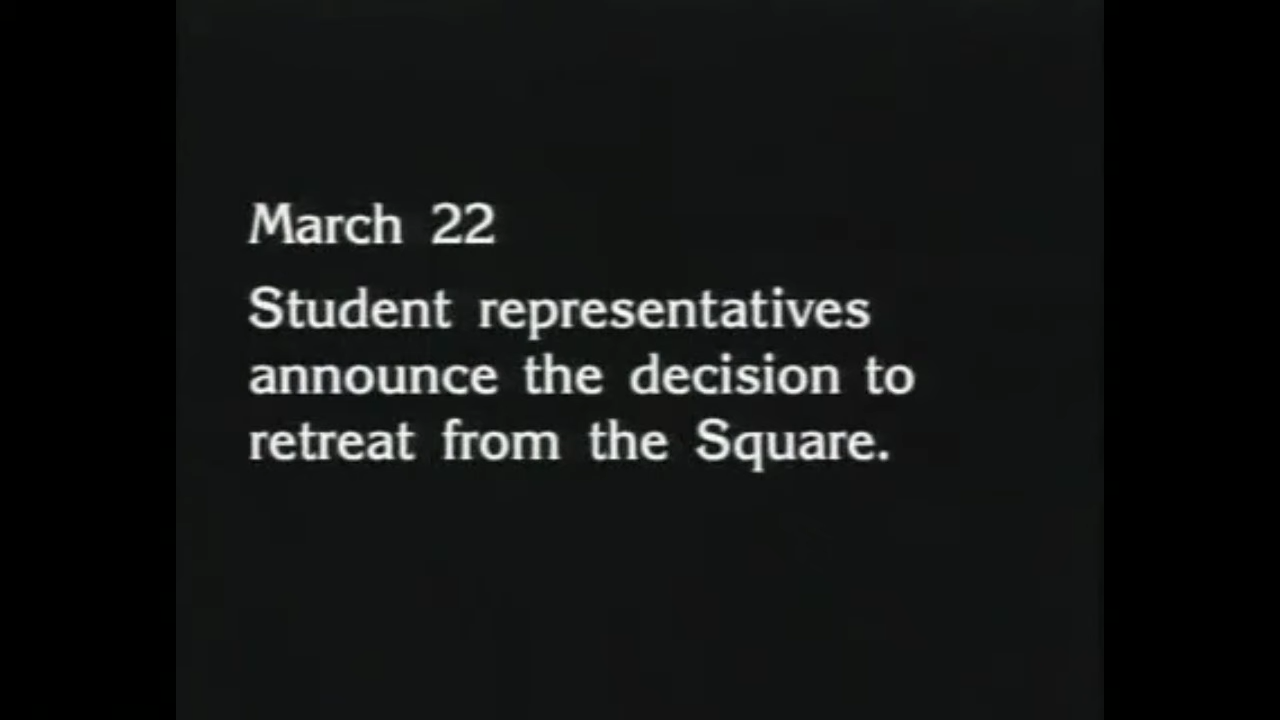 March 22
Student representatives
announce the decision to
retreat from the Square.